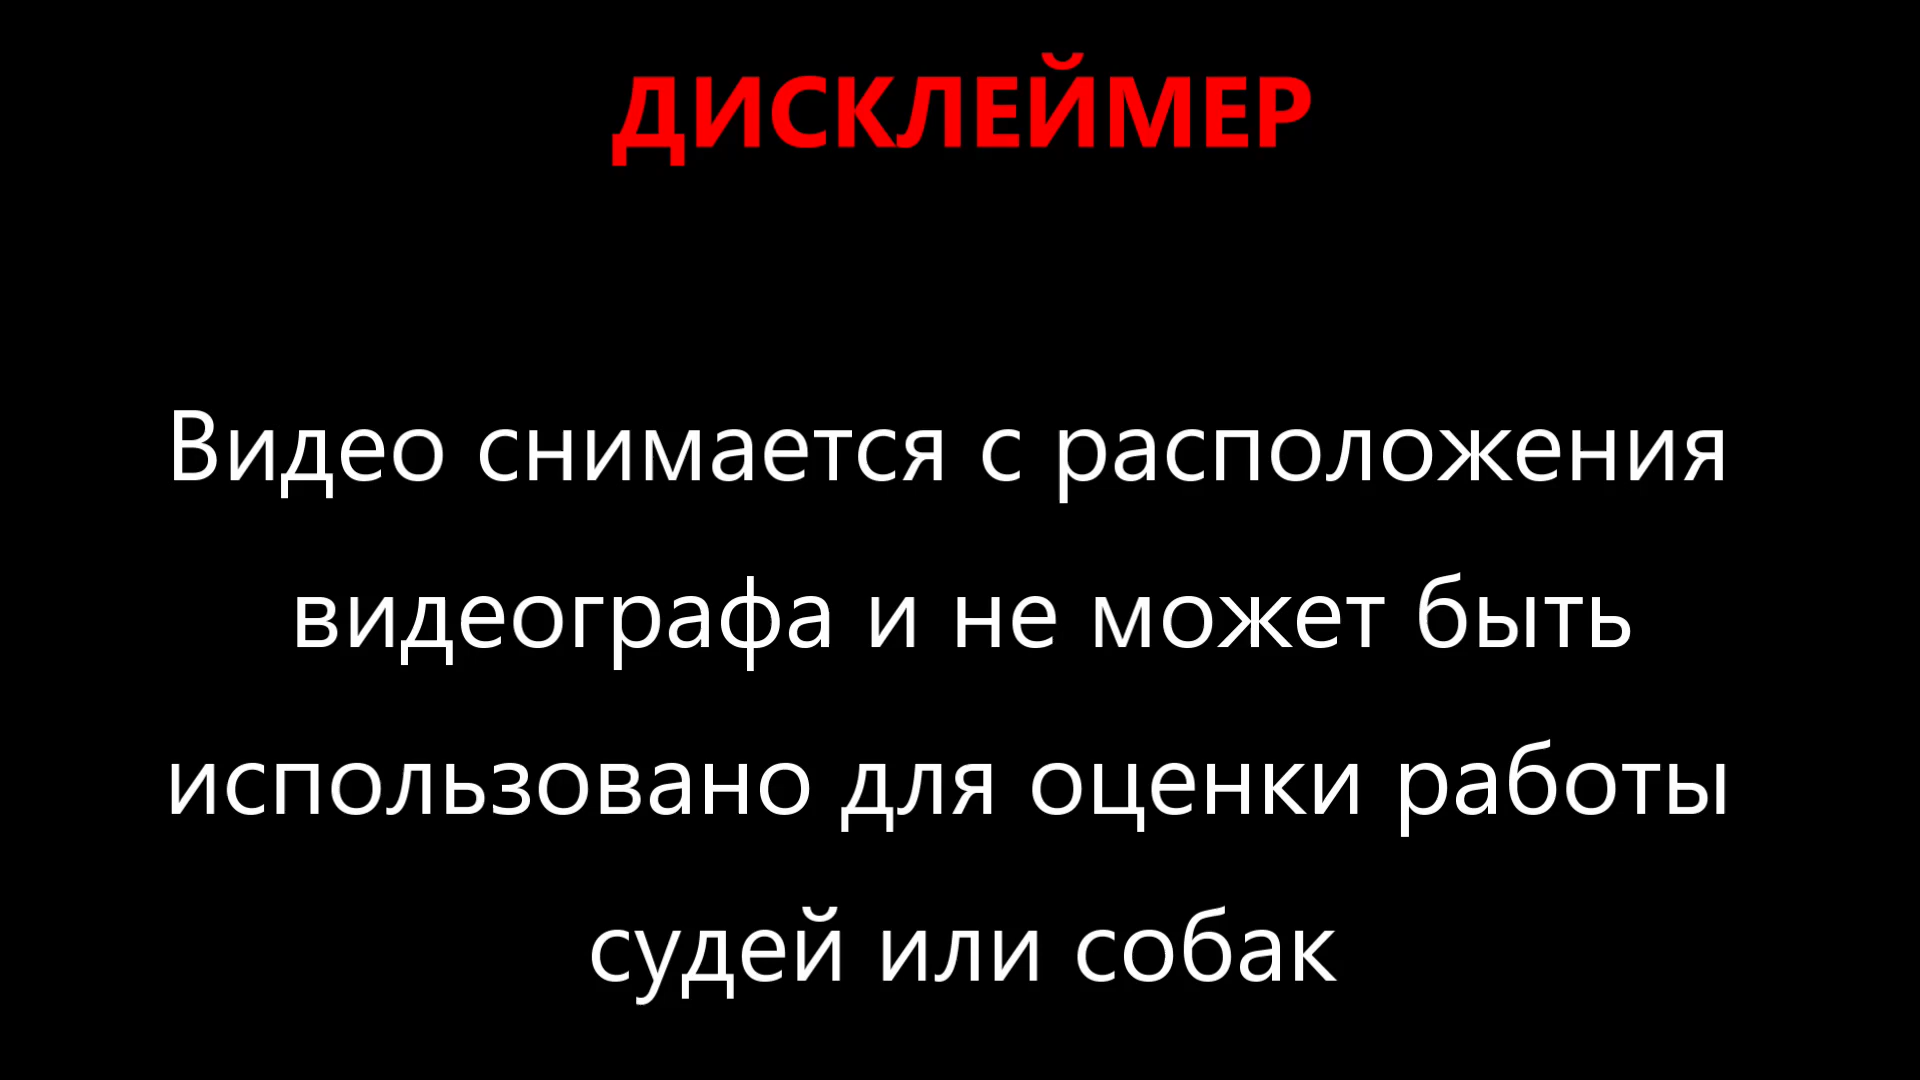 ДИСКЛЕЙМЕР
Видео снимается с расположения
видеографа и не может быть
использовано для оценки работы
судей или собак